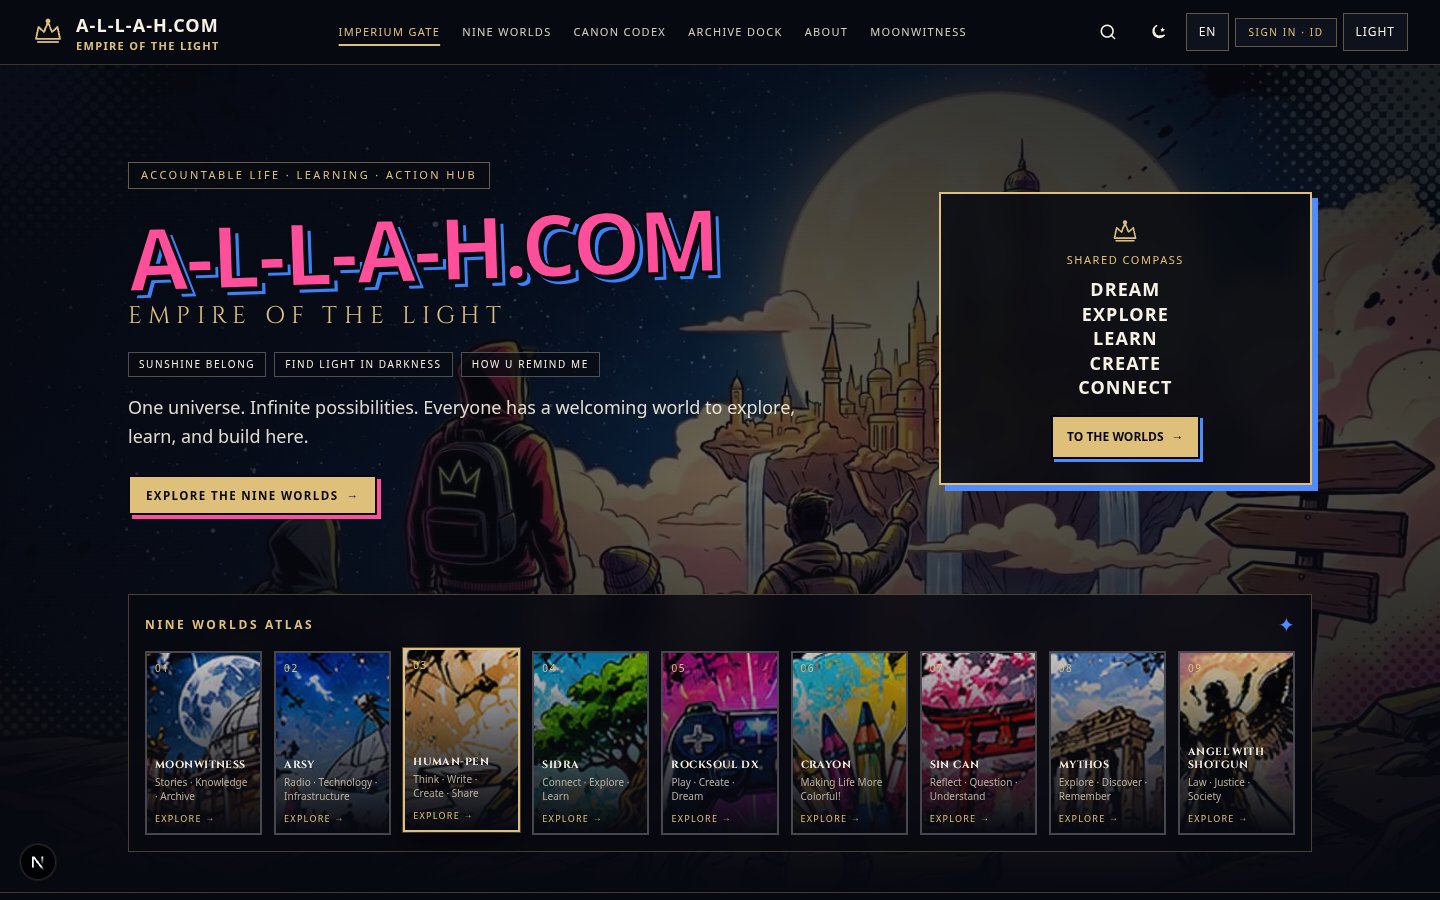 A-L-L-A-H.COM
EMPIRE OF THE LIGHT
IMPERIUM GATE
NINE WORLDS
CANON CODEX
ARCHIVE DOCK
ABOUT
MOONWITNESS
EN
SIGN IN · ID
LIGHT
ACCOUNTABLE LIFE · LEARNING · ACTION HUB
A-L-L-A-H.COM
EMPIRE OF THE LIGHT
SUNSHINE BELONG
FIND LIGHT IN DARKNESS
HOW U REMIND ME
One universe. Infinite possibilities. Everyone has a welcoming world to explore,
learn, and build here.
EXPLORE THE NINE WORLDS →
SHARED COMPASS
DREAM
EXPLORE
LEARN
CREATE
CONNECT
TO THE WORLDS →
NINE WORLDS ATLAS
01
MOONWITNESS
Stories · Knowledge
· Archive
EXPLORE →
02
ARSY
Radio · Technology ·
Infrastructure
EXPLORE →
03
HUMAN-PEN
Think · Write ·
Create · Share
EXPLORE →
04
SIDRA
Connect · Explore ·
Learn
EXPLORE →
05
ROCKSOUL DX
Play · Create ·
Dream
EXPLORE →
06
CRAYON
Making Life More
Colorful!
EXPLORE →
07
SIN CAN
Reflect · Question ·
Understand
EXPLORE →
08
MYTHOS
Explore · Discover ·
Remember
EXPLORE →
09
ANGEL WITH
SHOTGUN
Law · Justice ·
Society
EXPLORE →
N